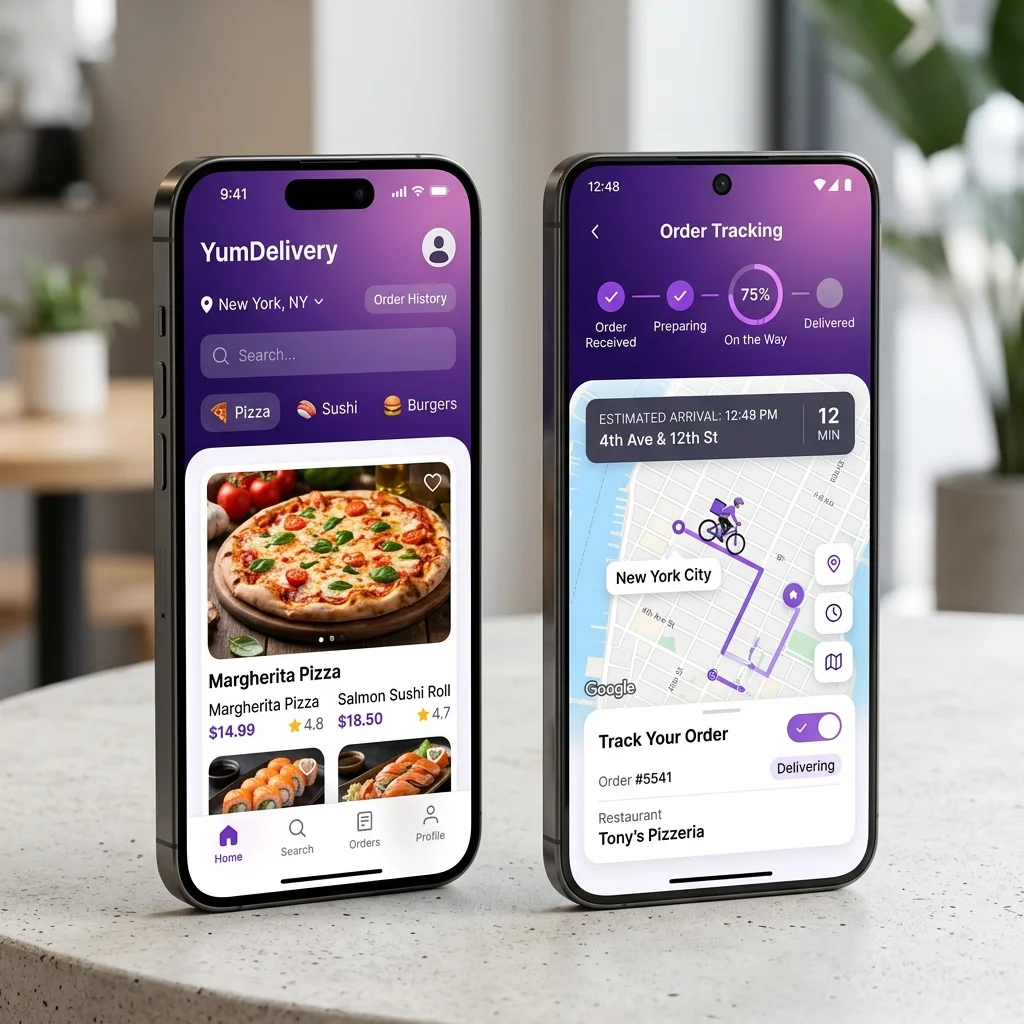 9:41
YumDelivery
New York, NY
Order History
Search...
Pizza
Sushi
Burgers
Margherita Pizza
Margherita Pizza
$14.99
4.8
Salmon Sushi Roll
$18.50
4.7
Home
Search
Orders
Profile
12:48
Order Tracking
75%
Order
Received
Preparing
On the Way
Delivered
ESTIMATED ARRIVAL: 12:48 PM
4th Ave & 12th St
12
MIN
New York City
Google
Track Your Order
Order #5541
Delivering
Restaurant
Tony's Pizzeria